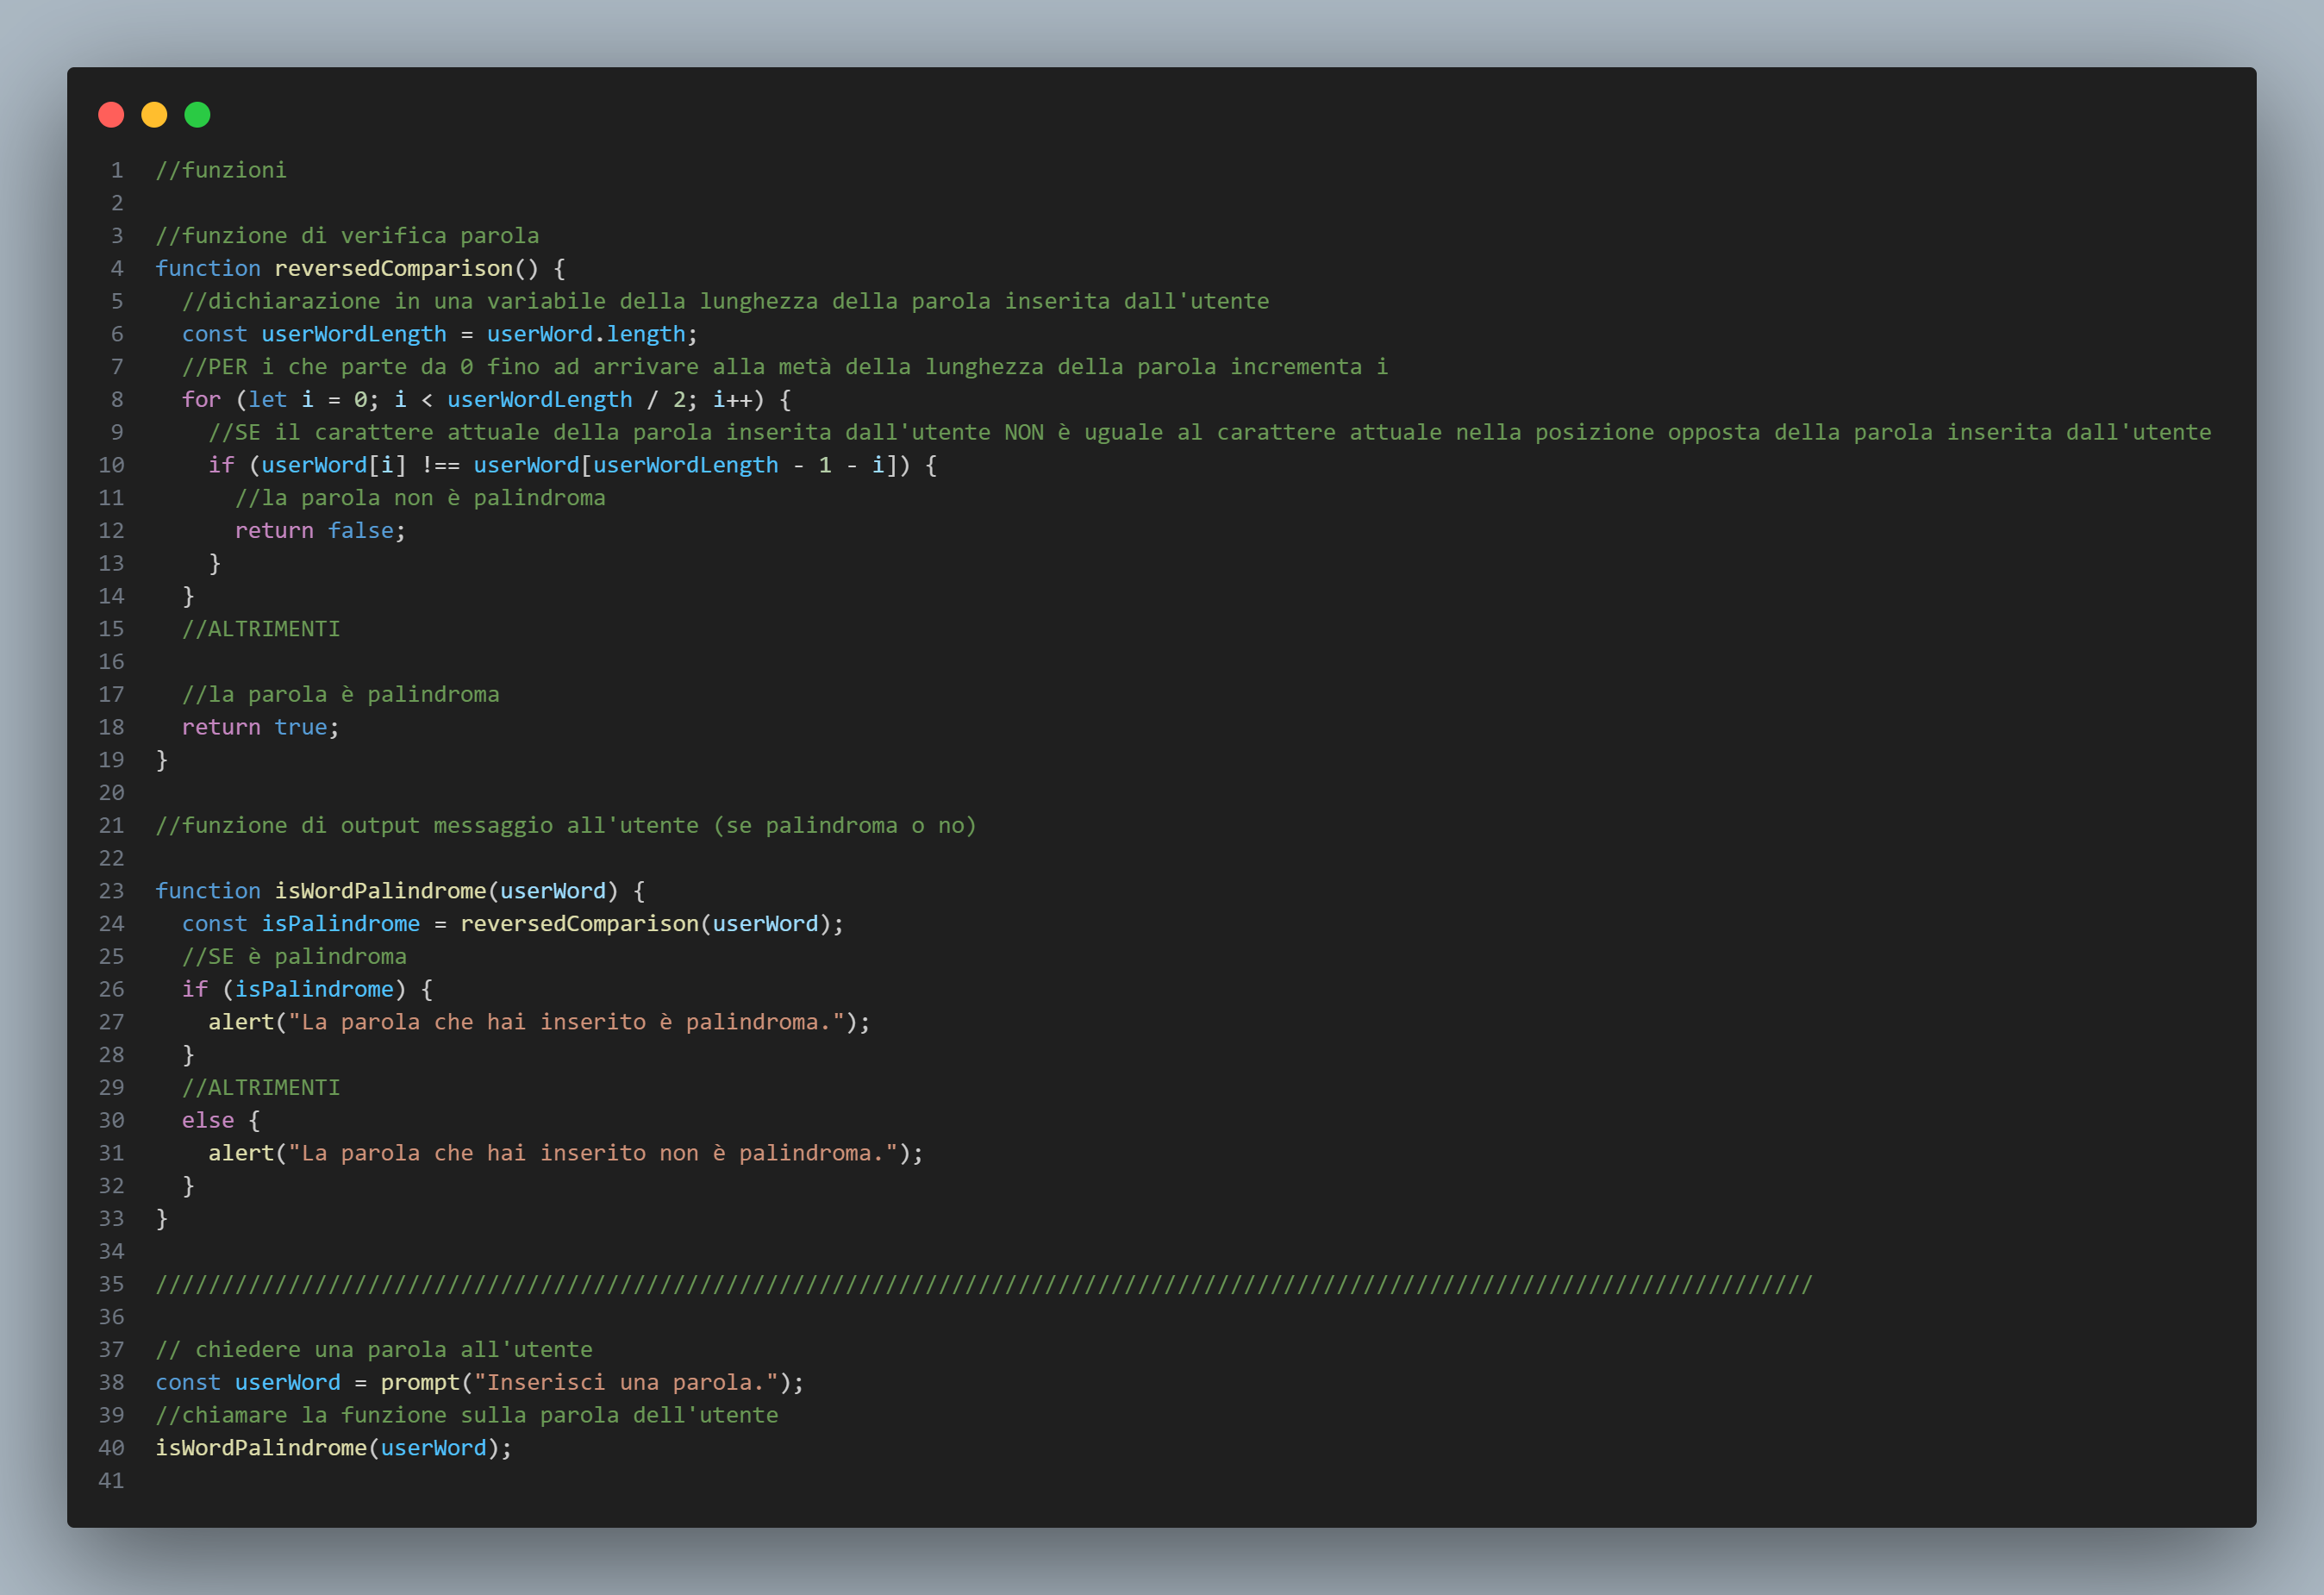 1 //funzioni
2
3 //funzione di verifica parola
4 function reversedComparison() {
5   //dichiarazione in una variabile della lunghezza della parola inserita dall'utente
6   const userWordLength = userWord.length;
7   //PER i che parte da 0 fino ad arrivare alla metà della lunghezza della parola incrementa i
8   for (let i = 0; i < userWordLength / 2; i++) {
9     //SE il carattere attuale della parola inserita dall'utente NON è uguale al carattere attuale nella posizione opposta della parola inserita dall'utente
10     if (userWord[i] !== userWord[userWordLength - 1 - i]) {
11       //la parola non è palindroma
12       return false;
13     }
14   }
15   //ALTRIMENTI
16
17   //la parola è palindroma
18   return true;
19 }
20
21 //funzione di output messaggio all'utente (se palindroma o no)
22
23 function isWordPalindrome(userWord) {
24   const isPalindrome = reversedComparison(userWord);
25   //SE è palindroma
26   if (isPalindrome) {
27     alert("La parola che hai inserito è palindroma.");
28   }
29   //ALTRIMENTI
30   else {
31     alert("La parola che hai inserito non è palindroma.");
32   }
33 }
34
35 /////////////////////////////////////////////////////////////////////////////////////////////////////////////////////////////
36
37 // chiedere una parola all'utente
38 const userWord = prompt("Inserisci una parola.");
39 //chiamare la funzione sulla parola dell'utente
40 isWordPalindrome(userWord);
41